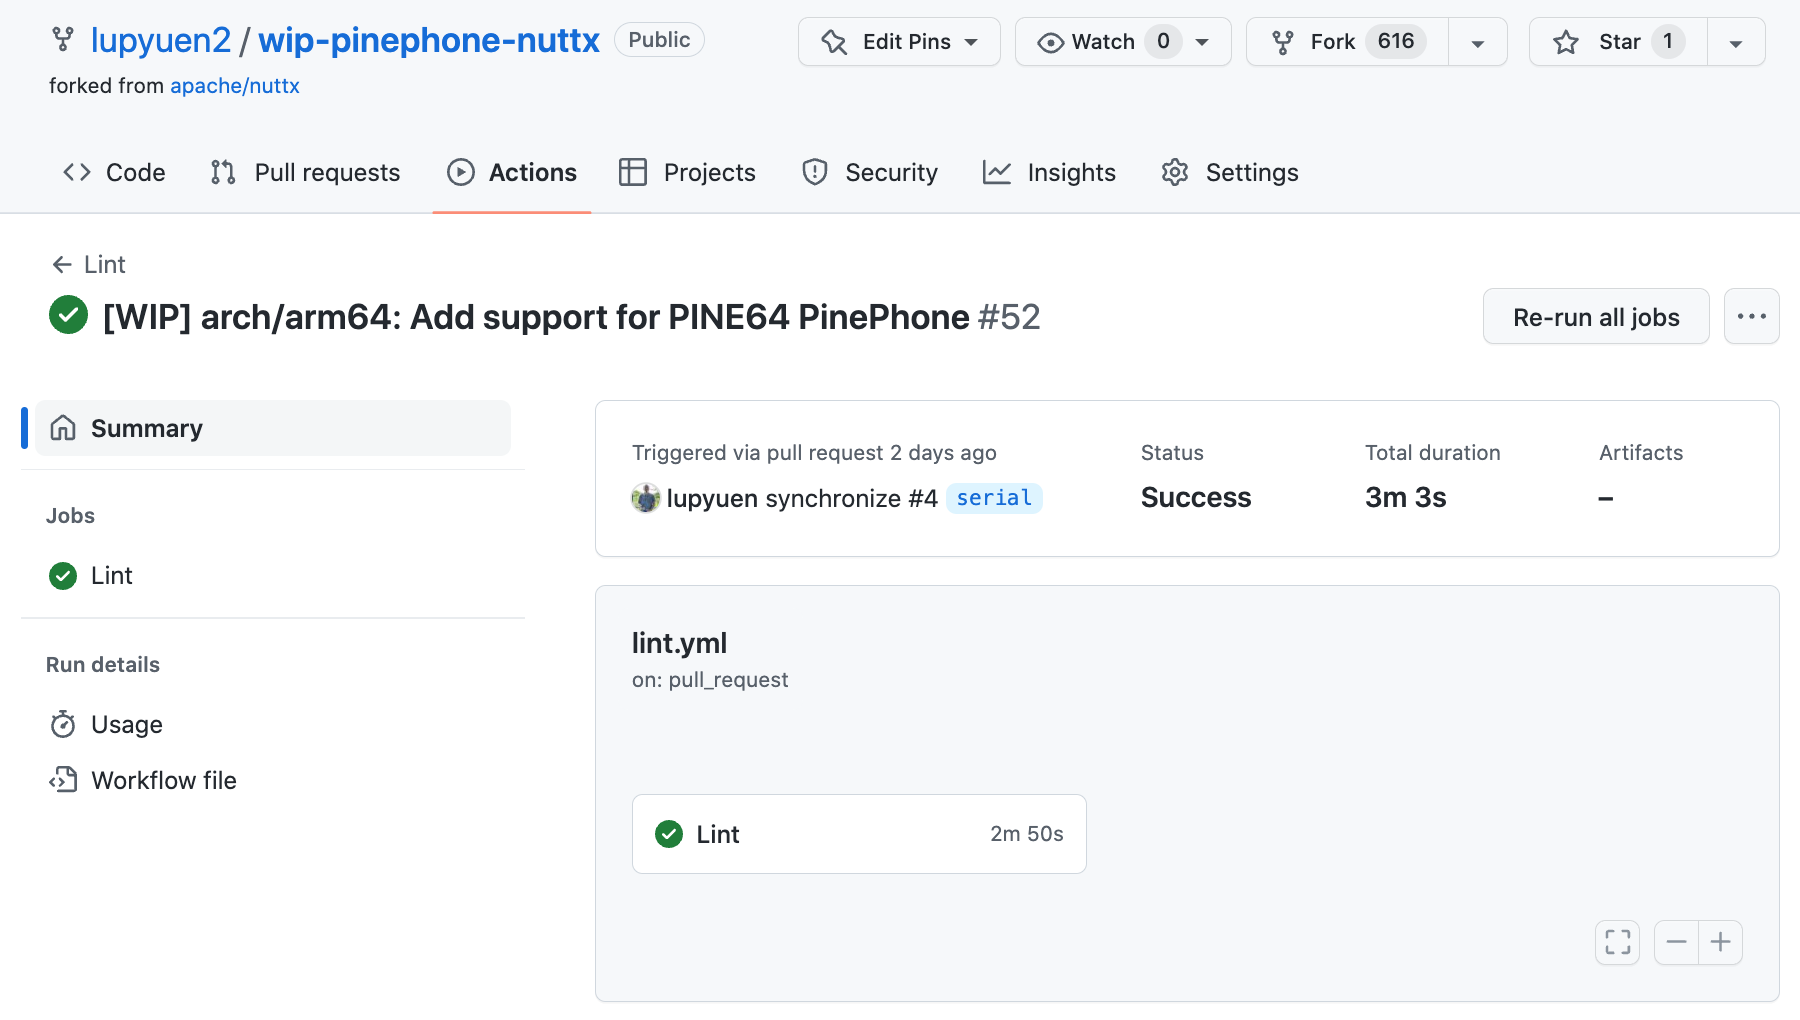 lupyuen2 / wip-pinephone-nuttx Public Edit Pins Watch 0 Fork 616 Star 1
forked from apache/nuttx
Code Pull requests Actions Projects Security Insights Settings
← Lint
[WIP] arch/arm64: Add support for PINE64 PinePhone #52
Re-run all jobs ...
Summary
Jobs
Lint
Run details
Usage
Workflow file
Triggered via pull request 2 days ago
lupyuen synchronize #4 serial
Status
Success
Total duration
3m 3s
Artifacts
–
lint.yml
on: pull_request
Lint 2m 50s